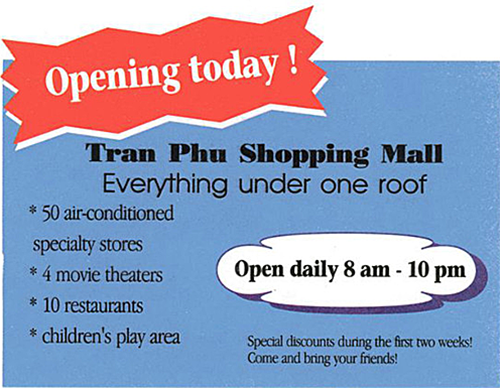 Opening today !
Tran Phu Shopping Mall
Everything under one roof
* 50 air-conditioned
specialty stores
* 4 movie theaters
* 10 restaurants
* children's play area
Open daily 8 am - 10 pm
Special discounts during the first two weeks!
Come and bring your friends!